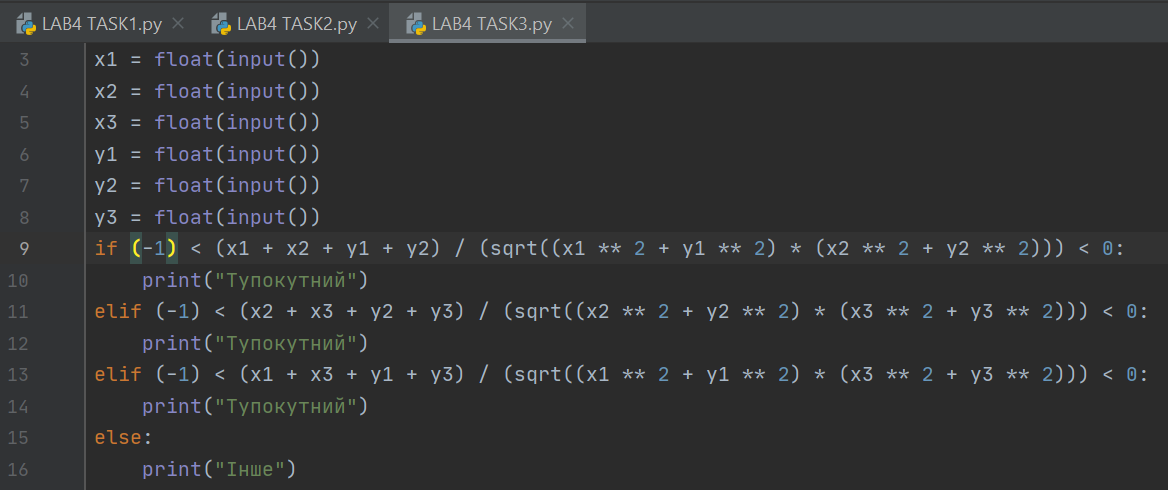 LAB4 TASK1.py LAB4 TASK2.py LAB4 TASK3.py
3 x1 = float(input())
4 x2 = float(input())
5 x3 = float(input())
6 y1 = float(input())
7 y2 = float(input())
8 y3 = float(input())
9 if (-1) < (x1 + x2 + y1 + y2) / (sqrt((x1 ** 2 + y1 ** 2) * (x2 ** 2 + y2 ** 2))) < 0:
10 print("Тупокутний")
11 elif (-1) < (x2 + x3 + y2 + y3) / (sqrt((x2 ** 2 + y2 ** 2) * (x3 ** 2 + y3 ** 2))) < 0:
12 print("Тупокутний")
13 elif (-1) < (x1 + x3 + y1 + y3) / (sqrt((x1 ** 2 + y1 ** 2) * (x3 ** 2 + y3 ** 2))) < 0:
14 print("Тупокутний")
15 else:
16 print("Інше")